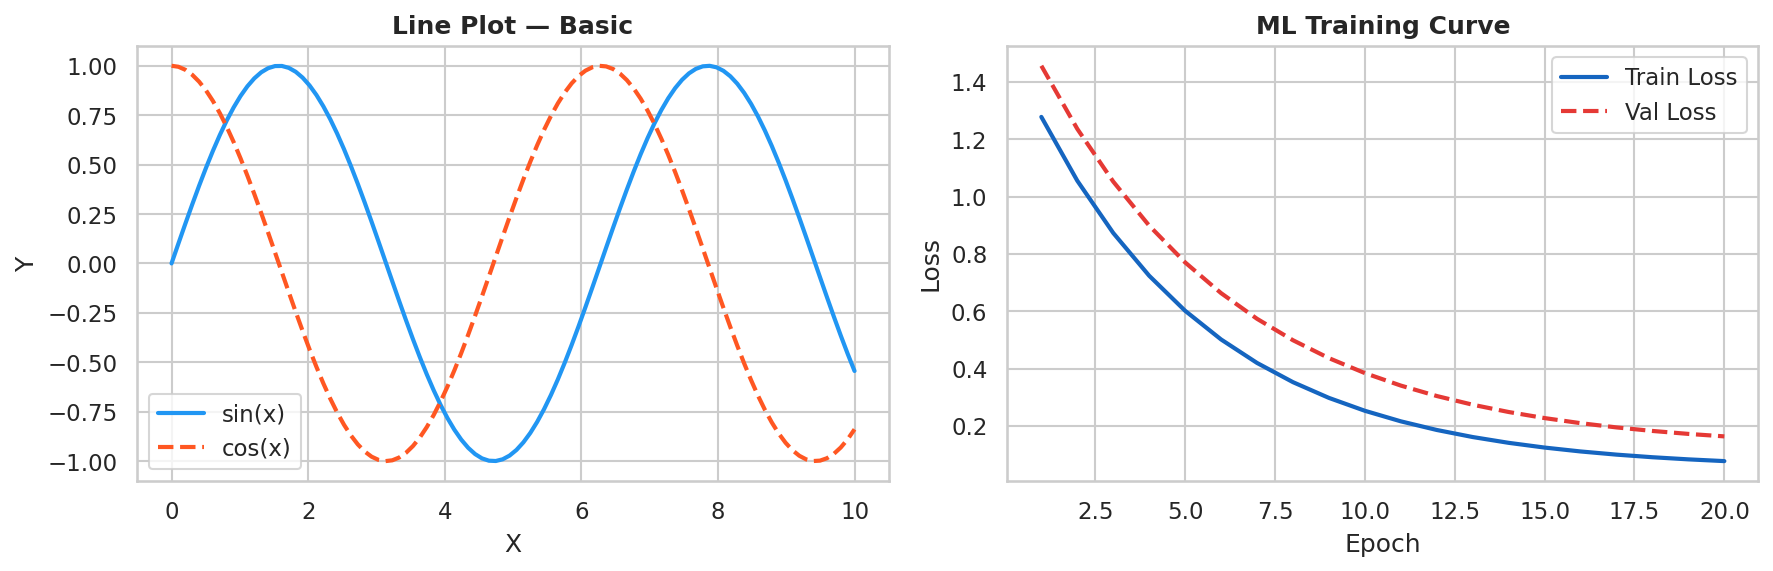 Line Plot — Basic
1.00
0.75
0.50
0.25
0.00
−0.25
−0.50
−0.75
−1.00
Y
sin(x)
cos(x)
0 2 4 6 8 10
X
ML Training Curve
1.4
1.2
1.0
0.8
0.6
0.4
0.2
Loss
Train Loss
Val Loss
2.5 5.0 7.5 10.0 12.5 15.0 17.5 20.0
Epoch